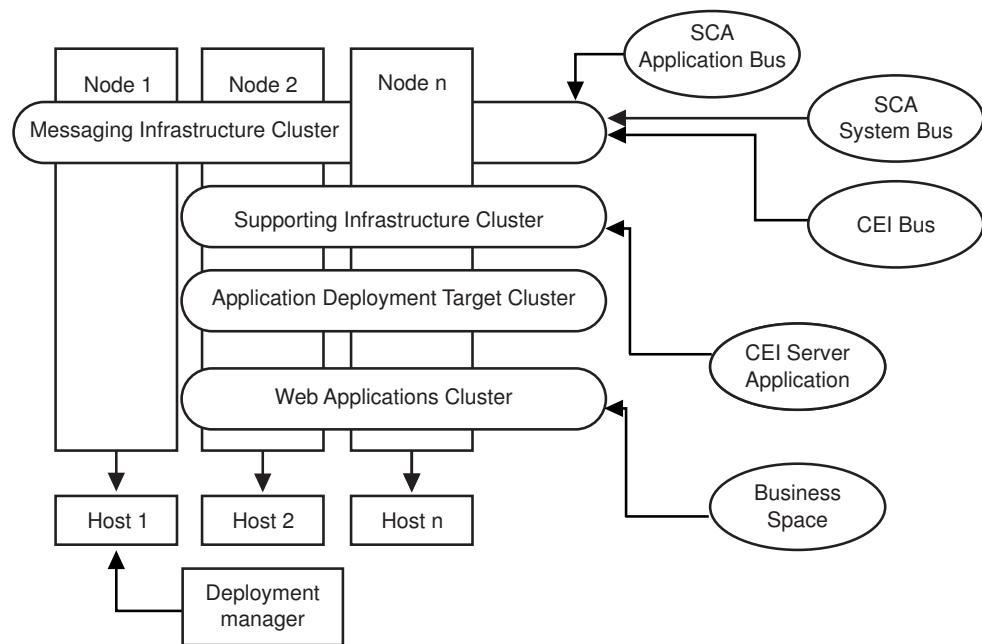 SCA
Application Bus
Node 1
Node 2
Node n
SCA
System Bus
Messaging Infrastructure Cluster
Supporting Infrastructure Cluster
CEI Bus
Application Deployment Target Cluster
CEI Server
Application
Web Applications Cluster
Business
Space
Host 1
Host 2
Host n
Deployment
manager